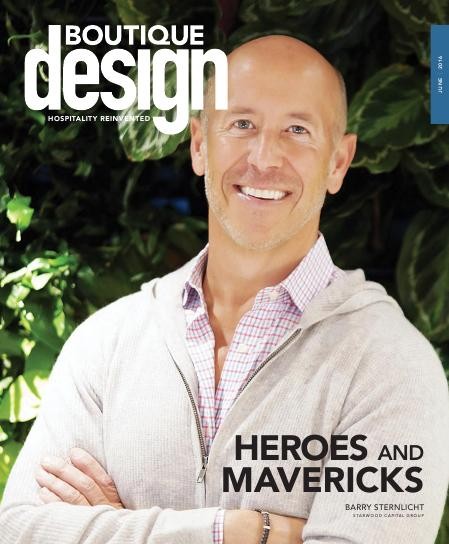 BOUTIQUE
design
HOSPITALITY REINVENTED
JUNE 2016
HEROES AND
MAVERICKS
BARRY STERNLICHT
STARWOOD CAPITAL GROUP